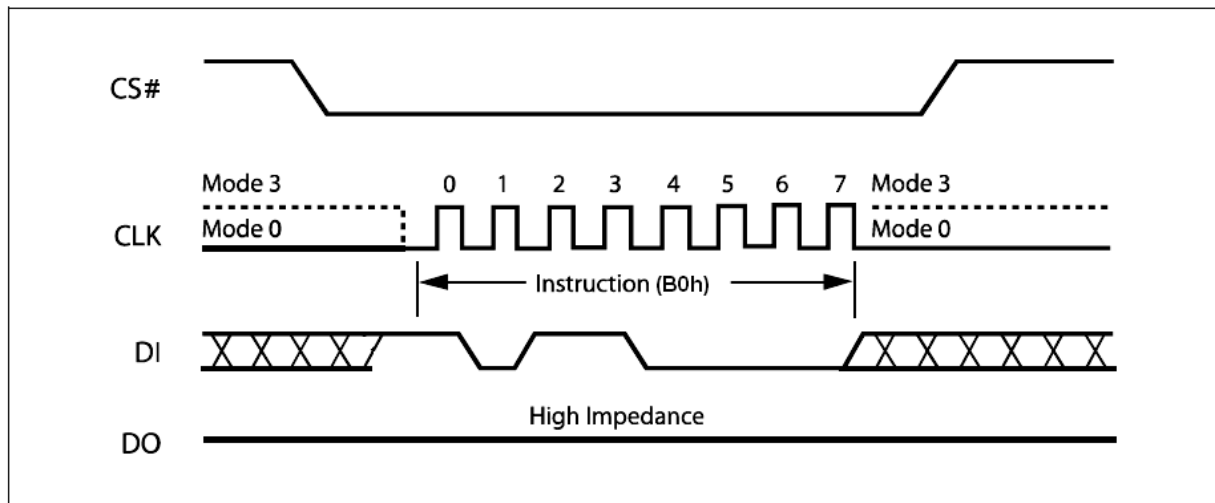 CS#
Mode 3 0 1 2 3 4 5 6 7 Mode 3
CLK Mode 0 Mode 0
Instruction (B0h)
DI
High Impedance
DO